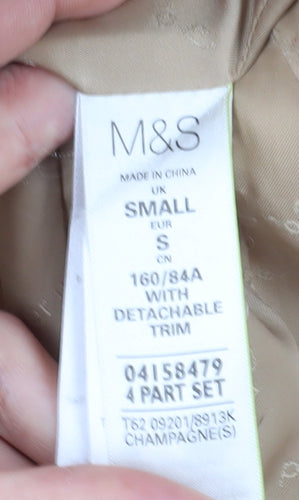 M&S
MADE IN CHINA
UK
SMALL
EUR
S
CN
160/84A
WITH
DETACHABLE
TRIM
04158479
4 PART SET
T62 09201/8913K
CHAMPAGNE(S)